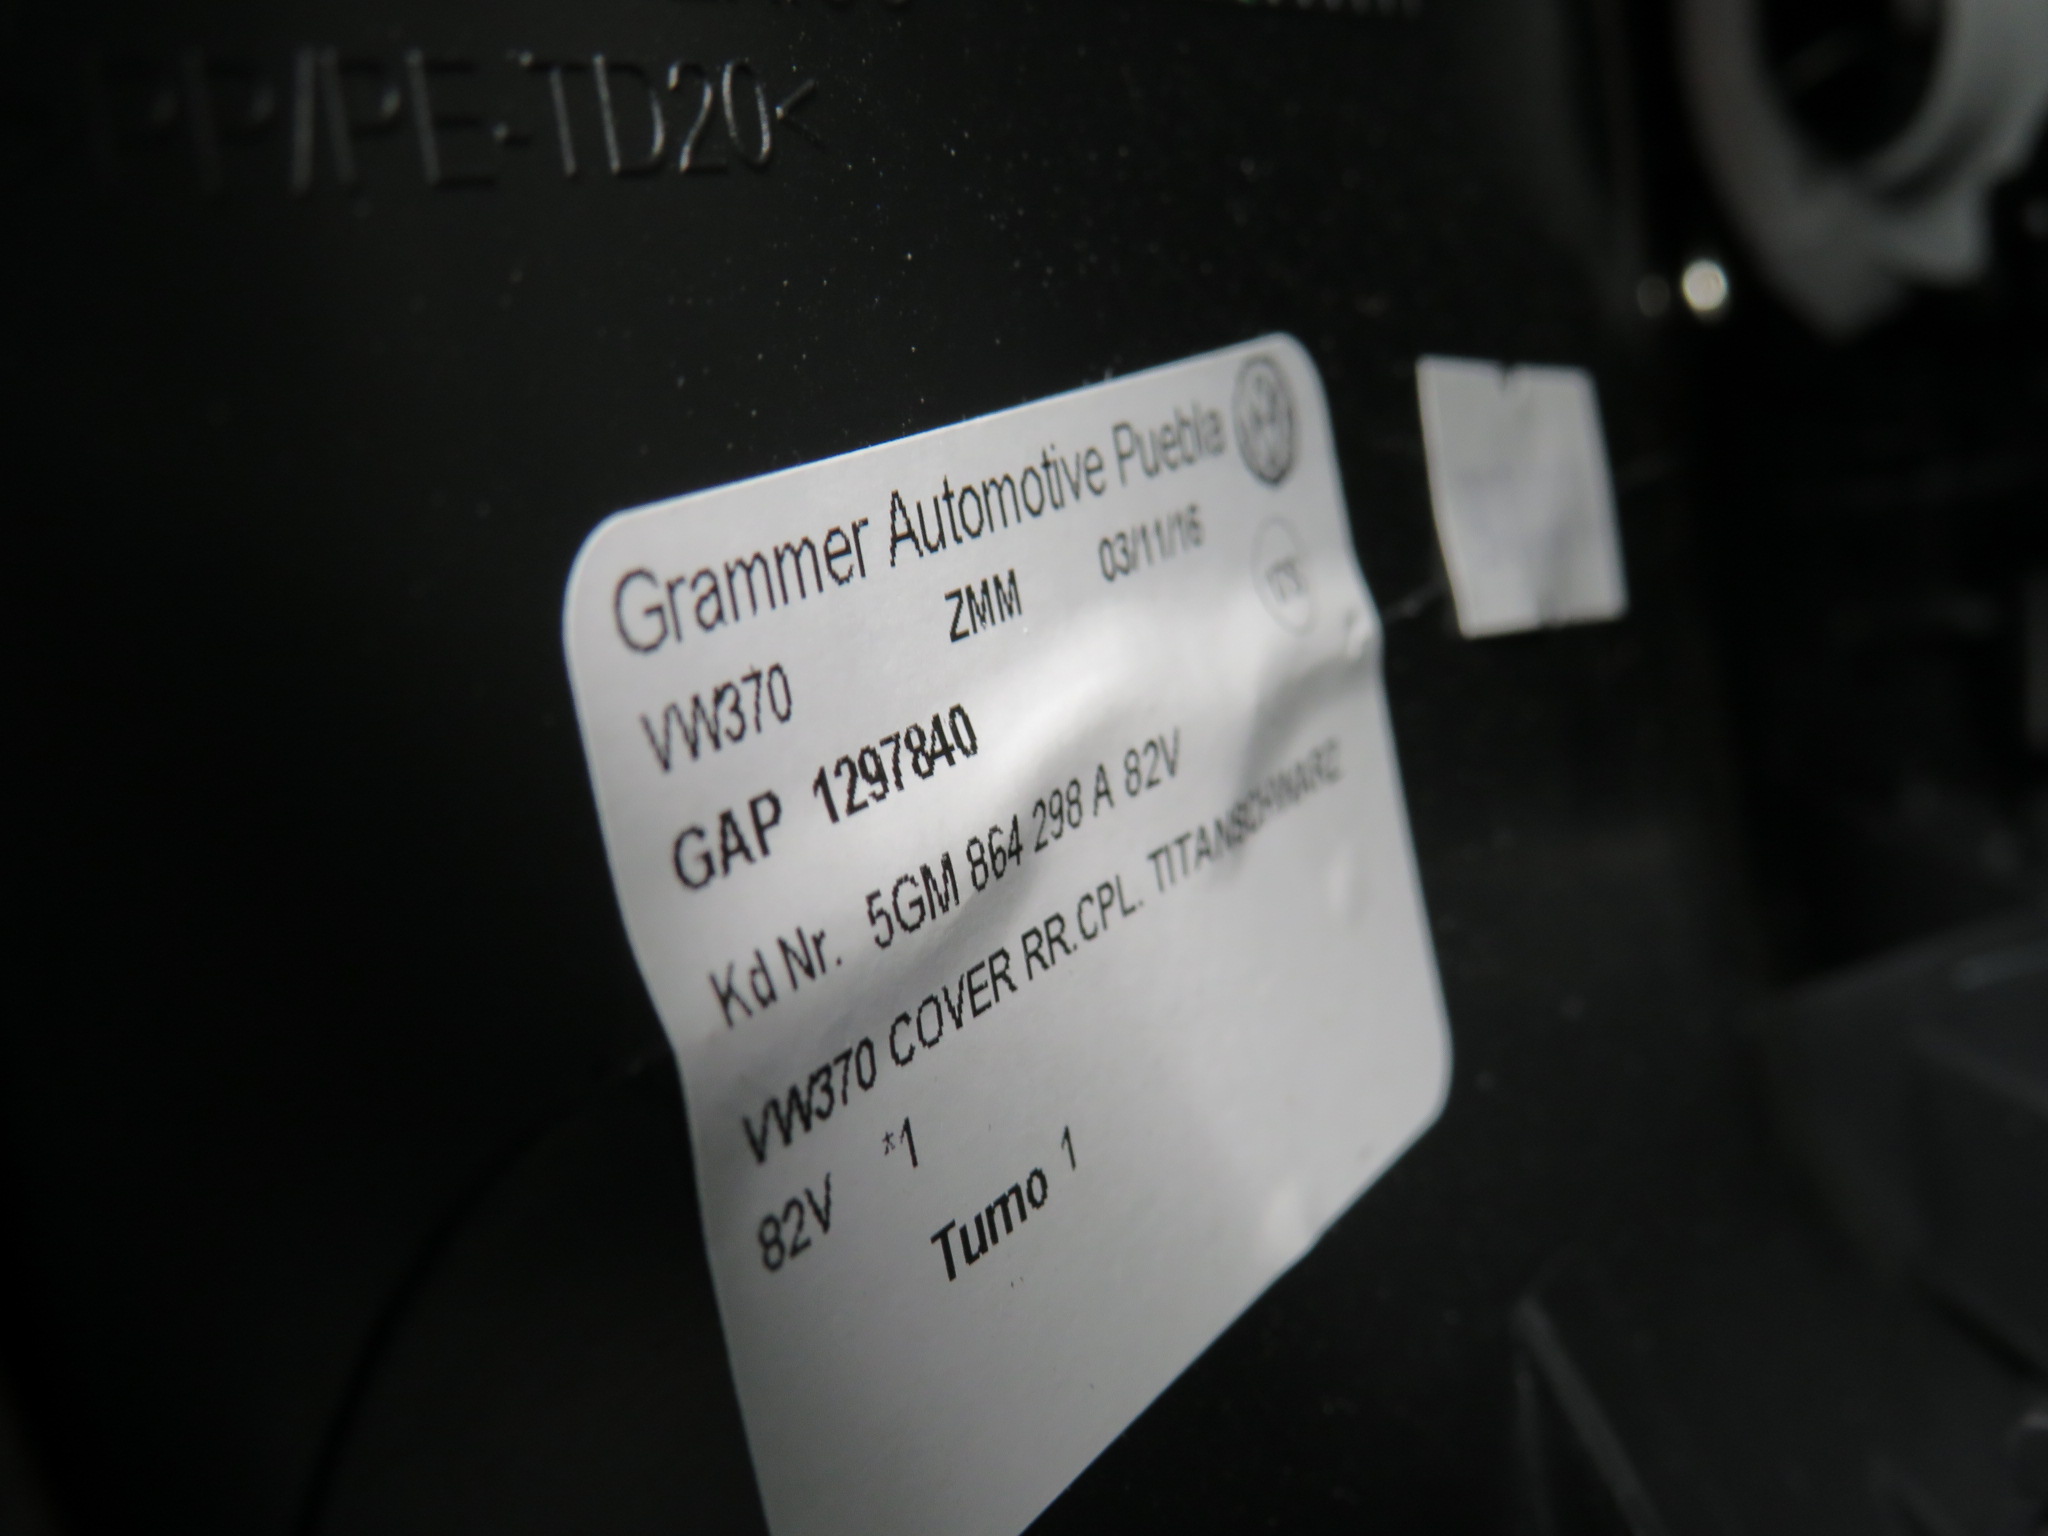 PP/PE-TD20<
Grammer Automotive Puebla
ZMM 03/11/16
VW370
GAP 1297840
Kd Nr. 5GM 864 298 A 82V
VW370 COVER RR.CPL. TITANSCHWARZ
82V *1
Turno 1